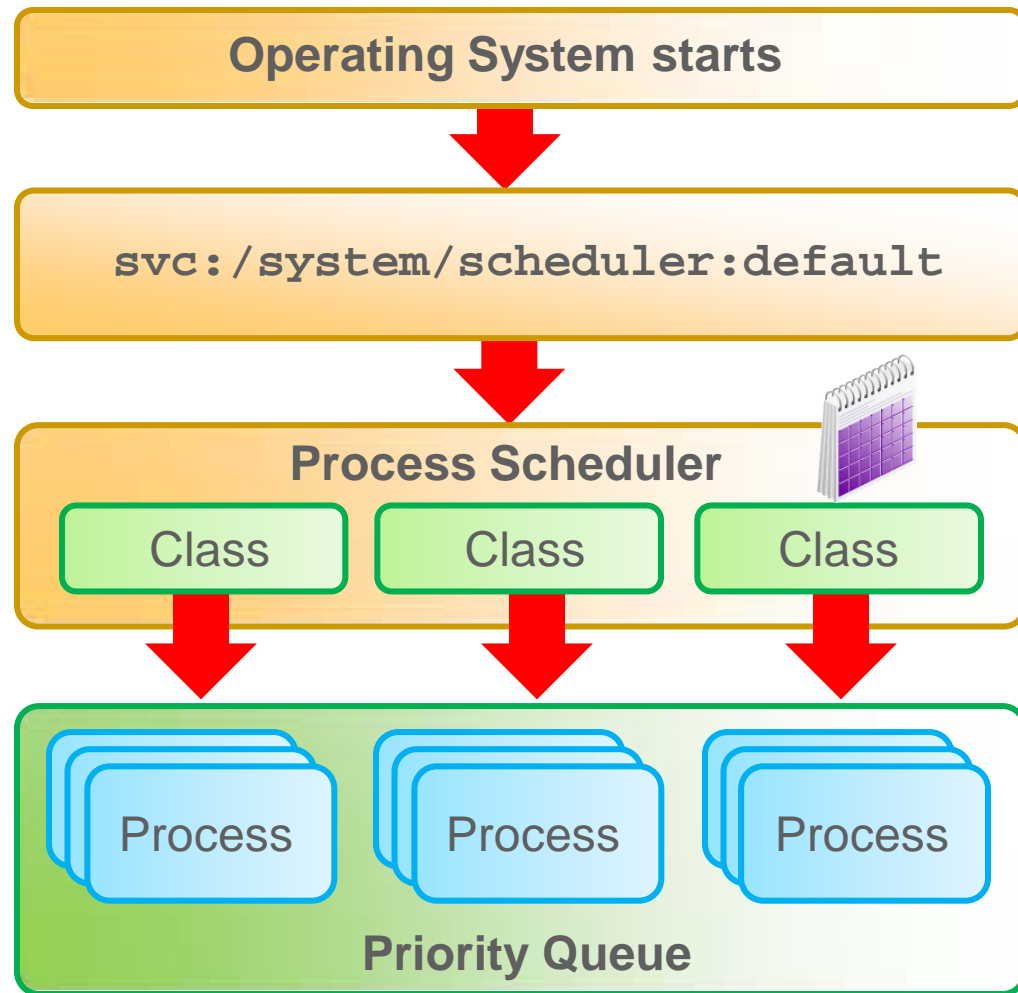 Operating System starts
svc:/system/scheduler:default
Process Scheduler
Class Class Class
Process Process Process
Priority Queue